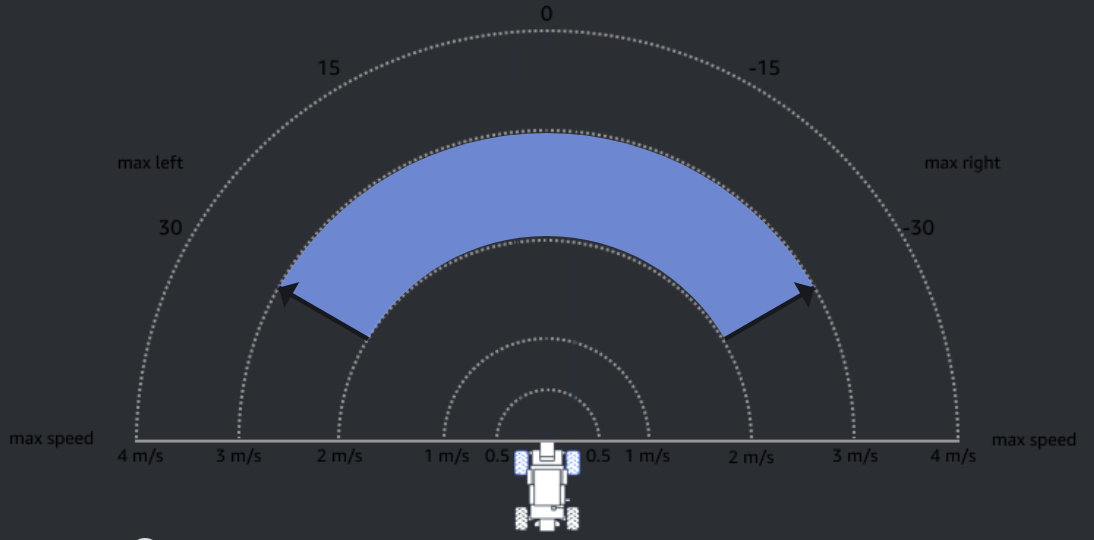 0
15
-15
max left
max right
30
-30
max speed
max speed
4 m/s 3 m/s 2 m/s 1 m/s 0.5 0.5 1 m/s 2 m/s 3 m/s 4 m/s